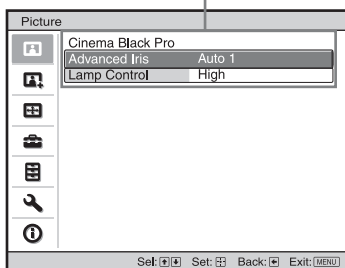 Picture
Cinema Black Pro
Advanced Iris Auto 1
Lamp Control High
Sel: Set: Back: Exit: MENU